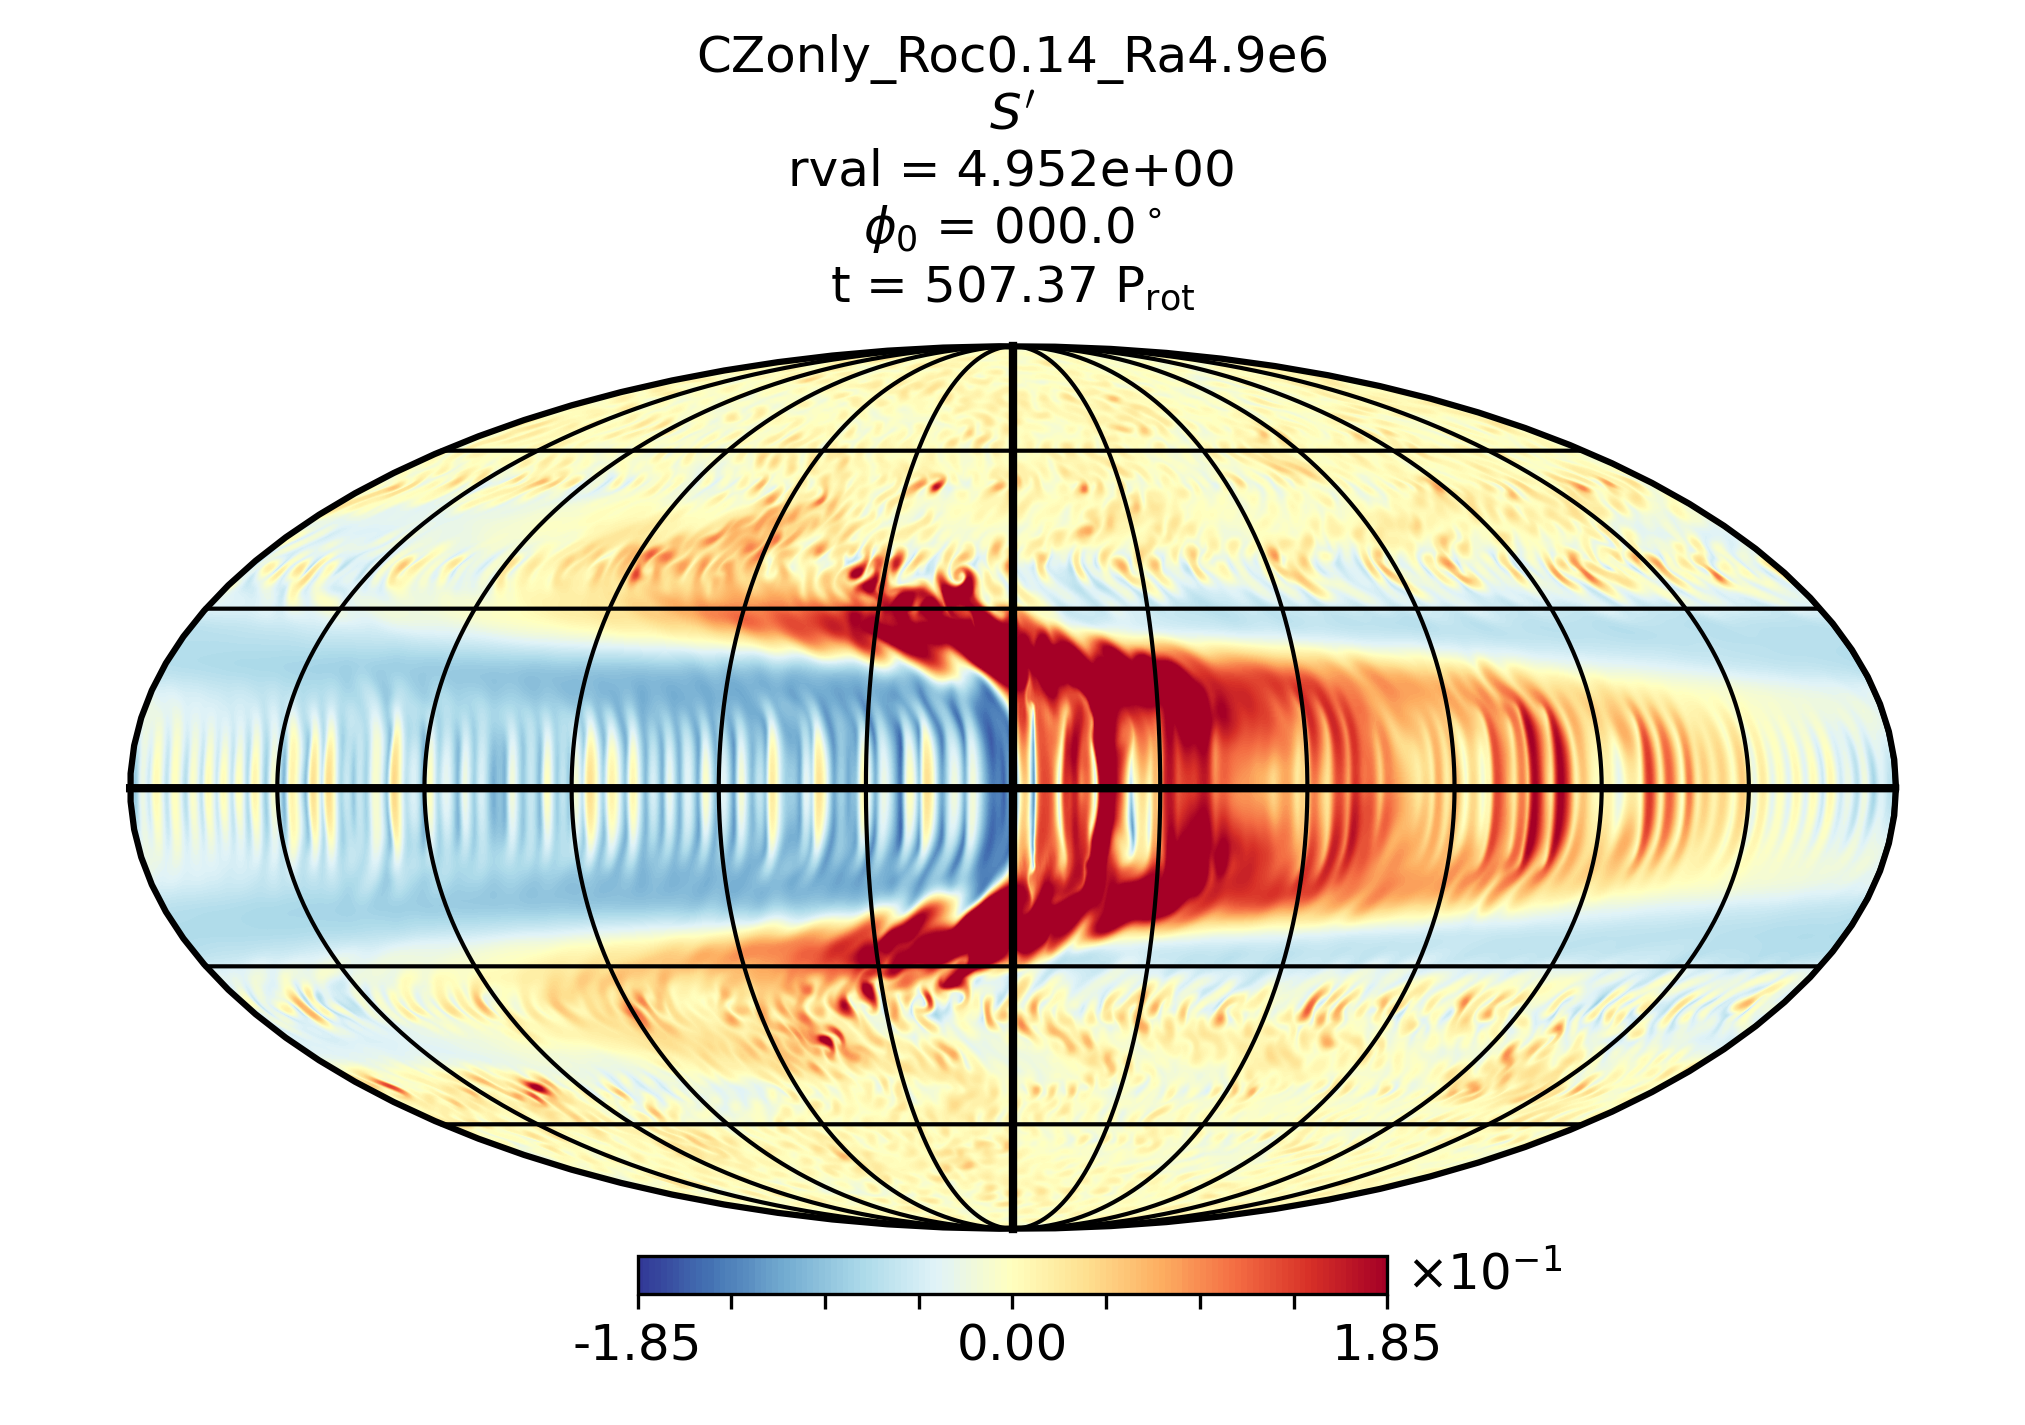 CZonly_Roc0.14_Ra4.9e6
S′
rval = 4.952e+00
ϕ₀ = 000.0°
t = 507.37 Pᵣₒₜ
×10⁻¹
-1.85 0.00 1.85